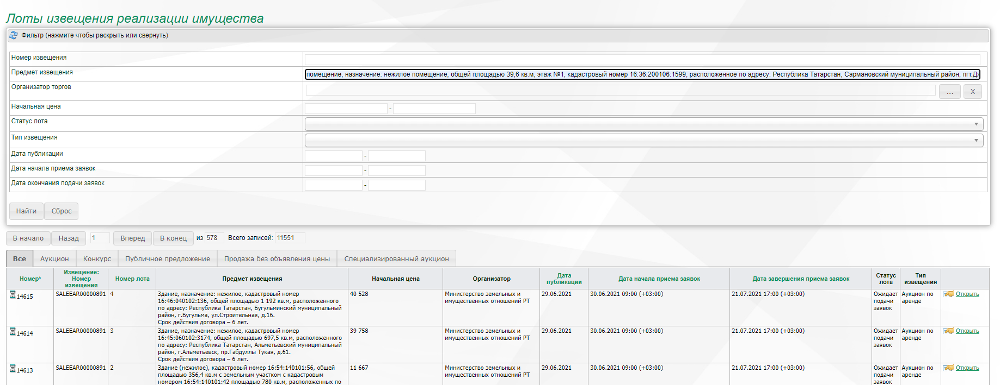 Лоты извещения реализации имущества
Фильтр (нажмите чтобы раскрыть или свернуть)
Номер извещения
Предмет извещения
помещение, назначение: нежилое помещение, общей площадью 39,6 кв.м, этаж №1, кадастровый номер 16:36:200106:1599, расположенное по адресу: Республика Татарстан, Сармановский муниципальный район, пгт.
Организатор торгов
... X
Начальная цена
-
Статус лота
Тип извещения
Дата публикации
-
Дата начала приема заявок
-
Дата окончания подачи заявок
-
Найти Сброс
В начало Назад 1 Вперед В конец из 578 Всего записей: 11551
Все Аукцион Конкурс Публичное предложение Продажа без объявления цены Специализированный аукцион
Номер*
Извещение:
Номер
извещения
Номер лота
Предмет извещения
Начальная цена
Организатор
Дата
публикации
Дата начала приема заявок
Дата завершения приема заявок
Статус
лота
Тип
извещения
14615
SALEEAR00000891
4
Здание, назначение: нежилое, кадастровый номер
16:46:040102:136, общей площадью 1 192 кв.м, расположенного
по адресу: Республика Татарстан, Бугульминский муниципальный
район, г.Бугульма, ул.Строительная, д.16.
Срок действия договора – 6 лет.
40 528
Министерство земельных и
имущественных отношений РТ
29.06.2021
30.06.2021 09:00 (+03:00)
21.07.2021 17:00 (+03:00)
Ожидает
подачи
заявок
Аукцион по
аренде
Открыть
14614
SALEEAR00000891
3
Здание, назначение: нежилое, кадастровый номер
16:45:060102:3174, общей площадью 697,5 кв.м, расположенного
по адресу: Республика Татарстан, Альметьевский муниципальный
район, г.Альметьевск, пр.Габдуллы Тукая, д.61.
Срок действия договора – 6 лет.
39 758
Министерство земельных и
имущественных отношений РТ
29.06.2021
30.06.2021 09:00 (+03:00)
21.07.2021 17:00 (+03:00)
Ожидает
подачи
заявок
Аукцион по
аренде
Открыть
14613
SALEEAR00000891
2
Здание (нежилое), кадастровый номер 16:54:140101:56, общей
площадью 356,4 кв.м с земельным участком с кадастровым
номером 16:54:140101:42 площадью 780 кв.м, расположенных по
11 667
Министерство земельных и
имущественных отношений РТ
29.06.2021
30.06.2021 09:00 (+03:00)
21.07.2021 17:00 (+03:00)
Ожидает
подачи
заявок
Аукцион по
аренде
Открыть